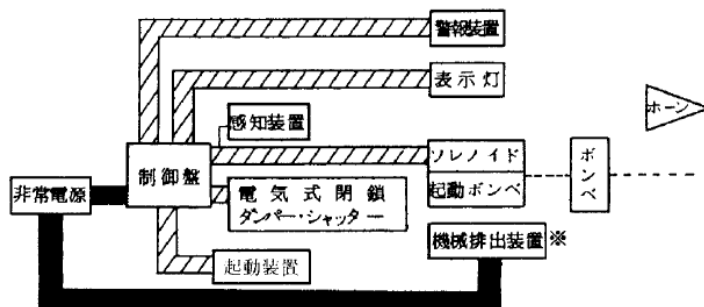 警報装置
表示灯
ホーン
感知装置
ソレノイド
起動ボンベ
ボンベ
制御盤
非常電源
電気式閉鎖
ダンパー・シャッター
機械排出装置※
起動装置